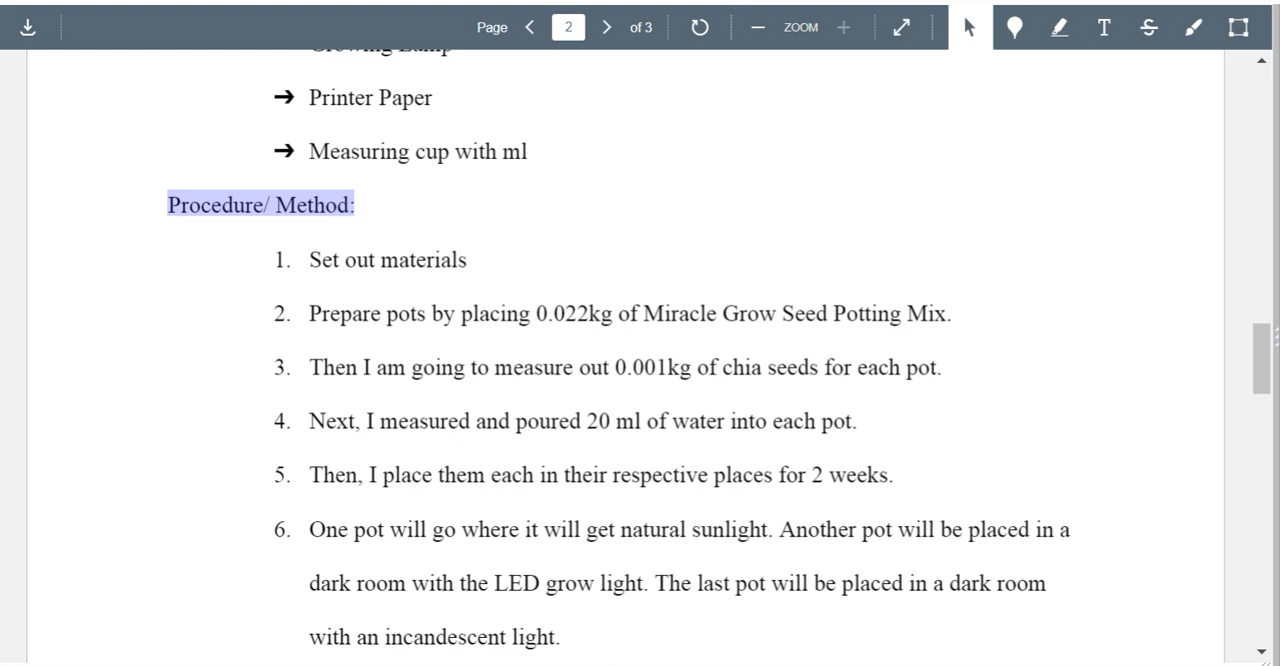 Page 2 of 3 ZOOM T S
Growing Lamp
➔ Printer Paper
➔ Measuring cup with ml
Procedure/ Method:
1. Set out materials
2. Prepare pots by placing 0.022kg of Miracle Grow Seed Potting Mix.
3. Then I am going to measure out 0.001kg of chia seeds for each pot.
4. Next, I measured and poured 20 ml of water into each pot.
5. Then, I place them each in their respective places for 2 weeks.
6. One pot will go where it will get natural sunlight. Another pot will be placed in a
dark room with the LED grow light. The last pot will be placed in a dark room
with an incandescent light.